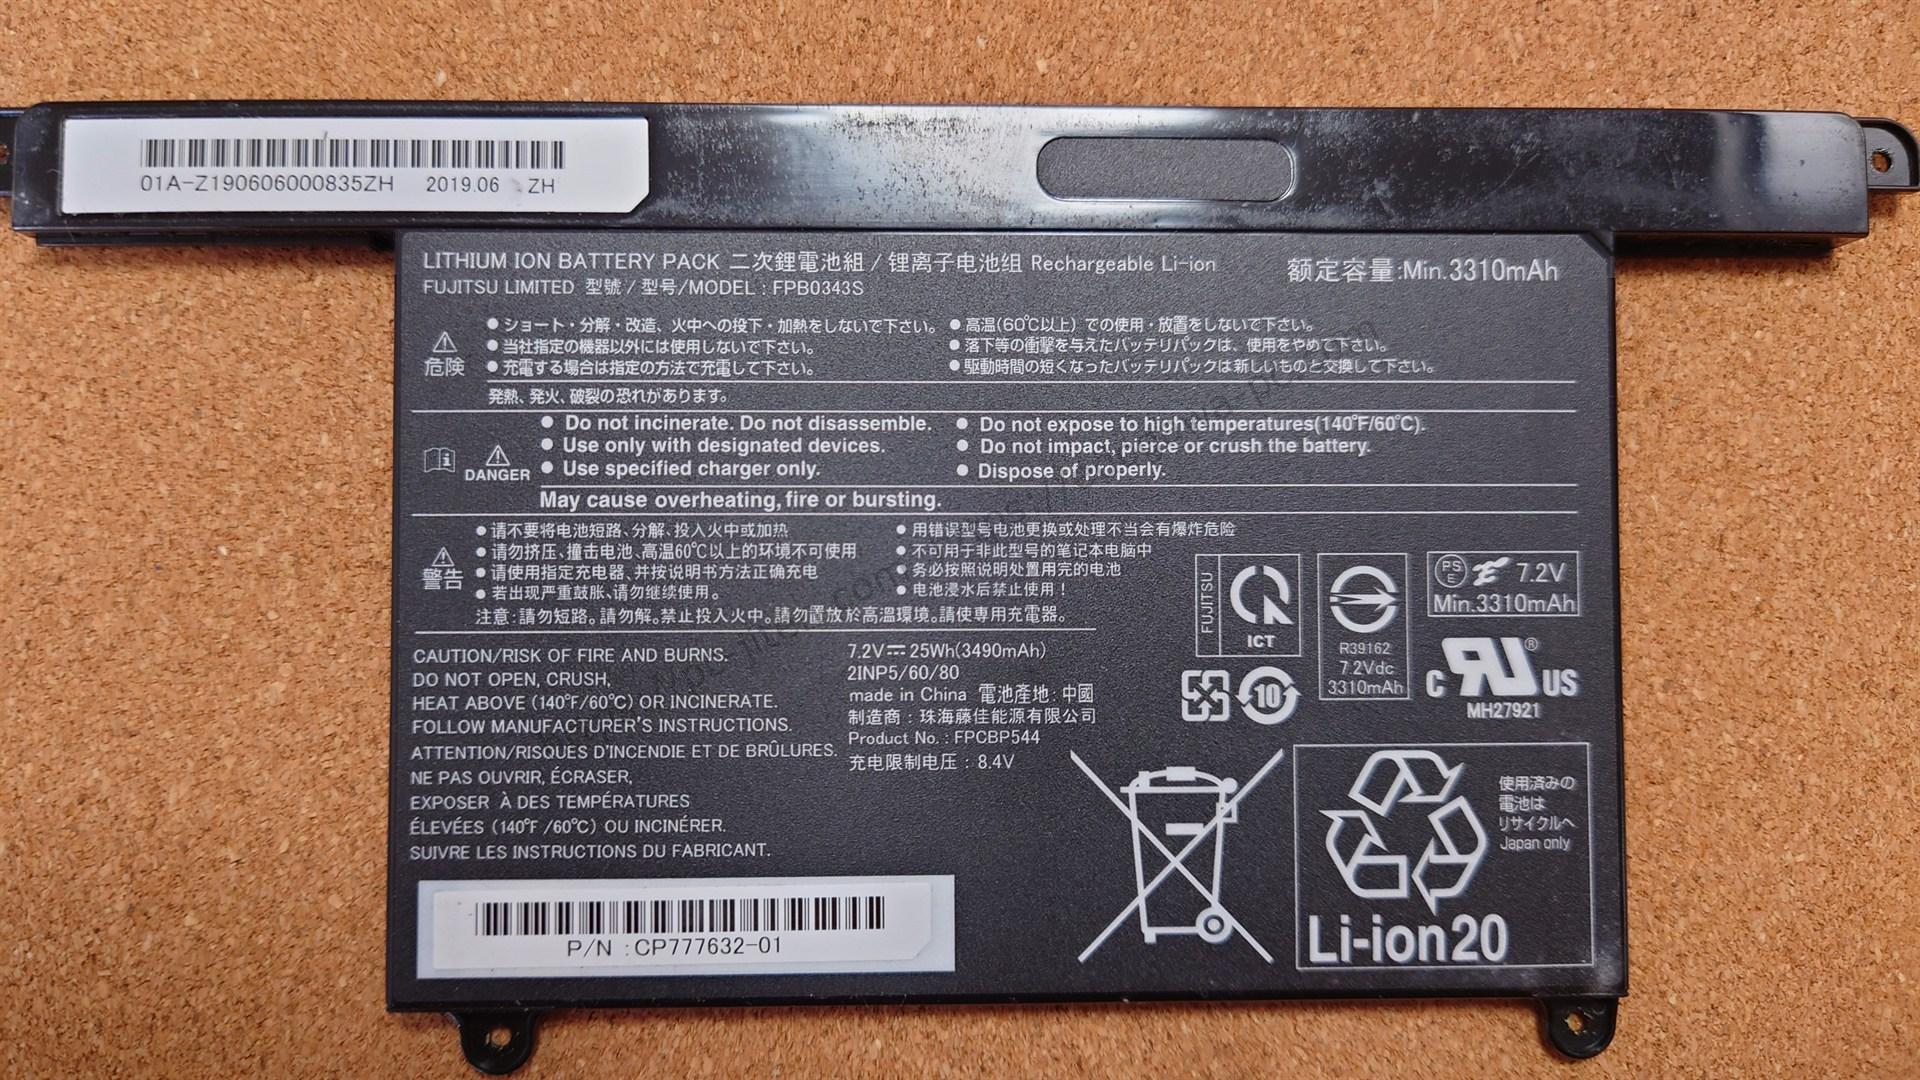 01A-Z190606000835ZH 2019.06 ZH
LITHIUM ION BATTERY PACK 二次鋰電池組 / 锂离子电池组 Rechargeable Li-ion
额定容量:Min.3310mAh
FUJITSU LIMITED 型號 / 型号/MODEL : FPB0343S
危険
●ショート・分解・改造、火中への投下・加熱をしないで下さい。
●当社指定の機器以外には使用しないで下さい。
●充電する場合は指定の方法で充電して下さい。
●高温(60℃以上) での使用・放置をしないで下さい。
●落下等の衝撃を与えたバッテリパックは、使用をやめて下さい。
●駆動時間の短くなったバッテリパックは新しいものと交換して下さい。
発熱、発火、破裂の恐れがあります。
DANGER
● Do not incinerate. Do not disassemble.
● Use only with designated devices.
● Use specified charger only.
● Do not expose to high temperatures(140℉/60℃).
● Do not impact, pierce or crush the battery.
● Dispose of properly.
May cause overheating, fire or bursting.
警告
●请不要将电池短路、分解、投入火中或加热
●请勿挤压、撞击电池、高温60℃以上的环境不可使用
●请使用指定充电器、并按说明书方法正确充电
●若出现严重鼓胀、请勿继续使用。
●用错误型号电池更换或处理不当会有爆炸危险
●不可用于非此型号的笔记本电脑中
●务必按照说明处置用完的电池
●电池浸水后禁止使用！
注意:請勿短路。請勿解。禁止投入火中。請勿置放於高溫環境。請使專用充電器。
CAUTION/RISK OF FIRE AND BURNS.
DO NOT OPEN, CRUSH,
HEAT ABOVE (140℉/60℃) OR INCINERATE.
FOLLOW MANUFACTURER'S INSTRUCTIONS.
ATTENTION/RISQUES D'INCENDIE ET DE BRÛLURES.
NE PAS OUVRIR, ÉCRASER,
EXPOSER À DES TEMPÉRATURES
ÉLEVÉES (140℉ /60℃) OU INCINÉRER.
SUIVRE LES INSTRUCTIONS DU FABRICANT.
7.2V⎓25Wh(3490mAh)
2INP5/60/80
made in China 電池產地: 中國
制造商 : 珠海藤佳能源有限公司
Product No. : FPCBP544
充电限制电压 : 8.4V
FUJITSU
ICT
R39162
7.2Vdc
3310mAh
PS
E
7.2V
Min.3310mAh
10
C RU® US
MH27921
使用済みの
電池は
リサイクルへ
Japan only
Li-ion20
P/N :CP777632-01